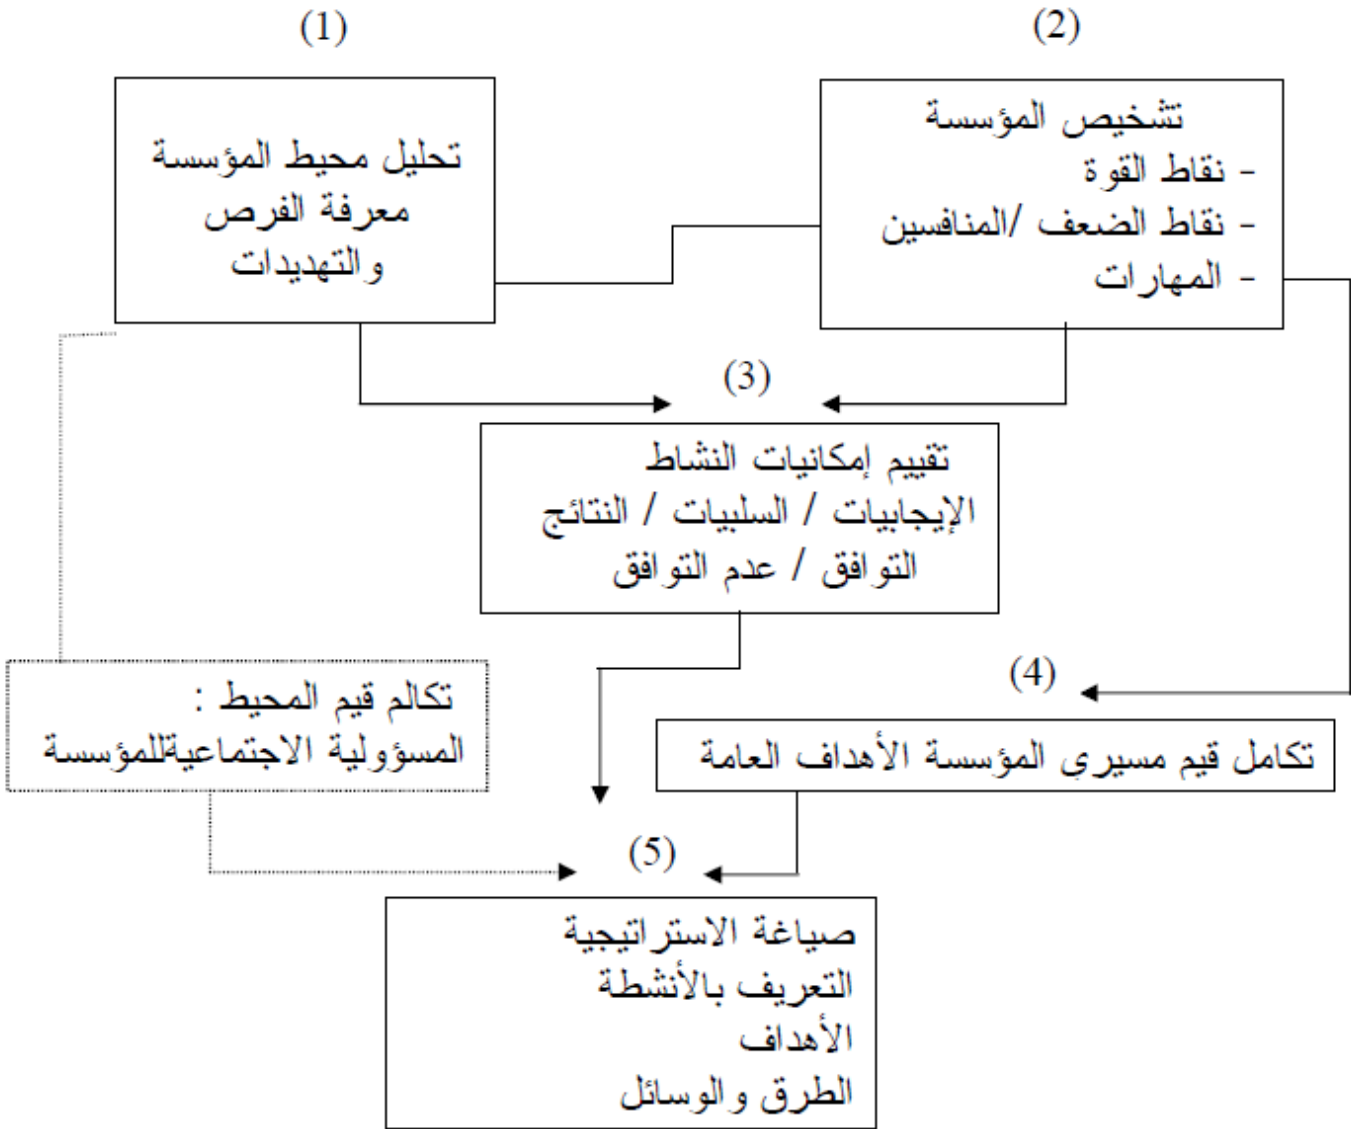 (1)
(2)
تحليل محيط المؤسسة
معرفة الفرص
والتهديدات
تشخيص المؤسسة
- نقاط القوة
- نقاط الضعف /المنافسين
- المهارات
(3)
تقييم إمكانيات النشاط
الإيجابيات / السلبيات / النتائج
التوافق / عدم التوافق
تكالم قيم المحيط :
المسؤولية الاجتماعيةللمؤسسة
(4)
تكامل قيم مسيرى المؤسسة الأهداف العامة
(5)
صياغة الاستراتيجية
التعريف بالأنشطة
الأهداف
الطرق والوسائل